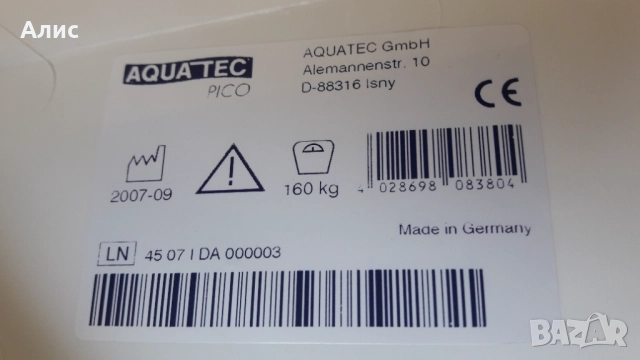 Алис
AQUATEC
PICO
AQUATEC GmbH
Alemannenstr. 10
D-88316 Isny
CE
2007-09
160 kg
4 028698 083804
Made in Germany
LN 45 07 I DA 000003
BAZAR